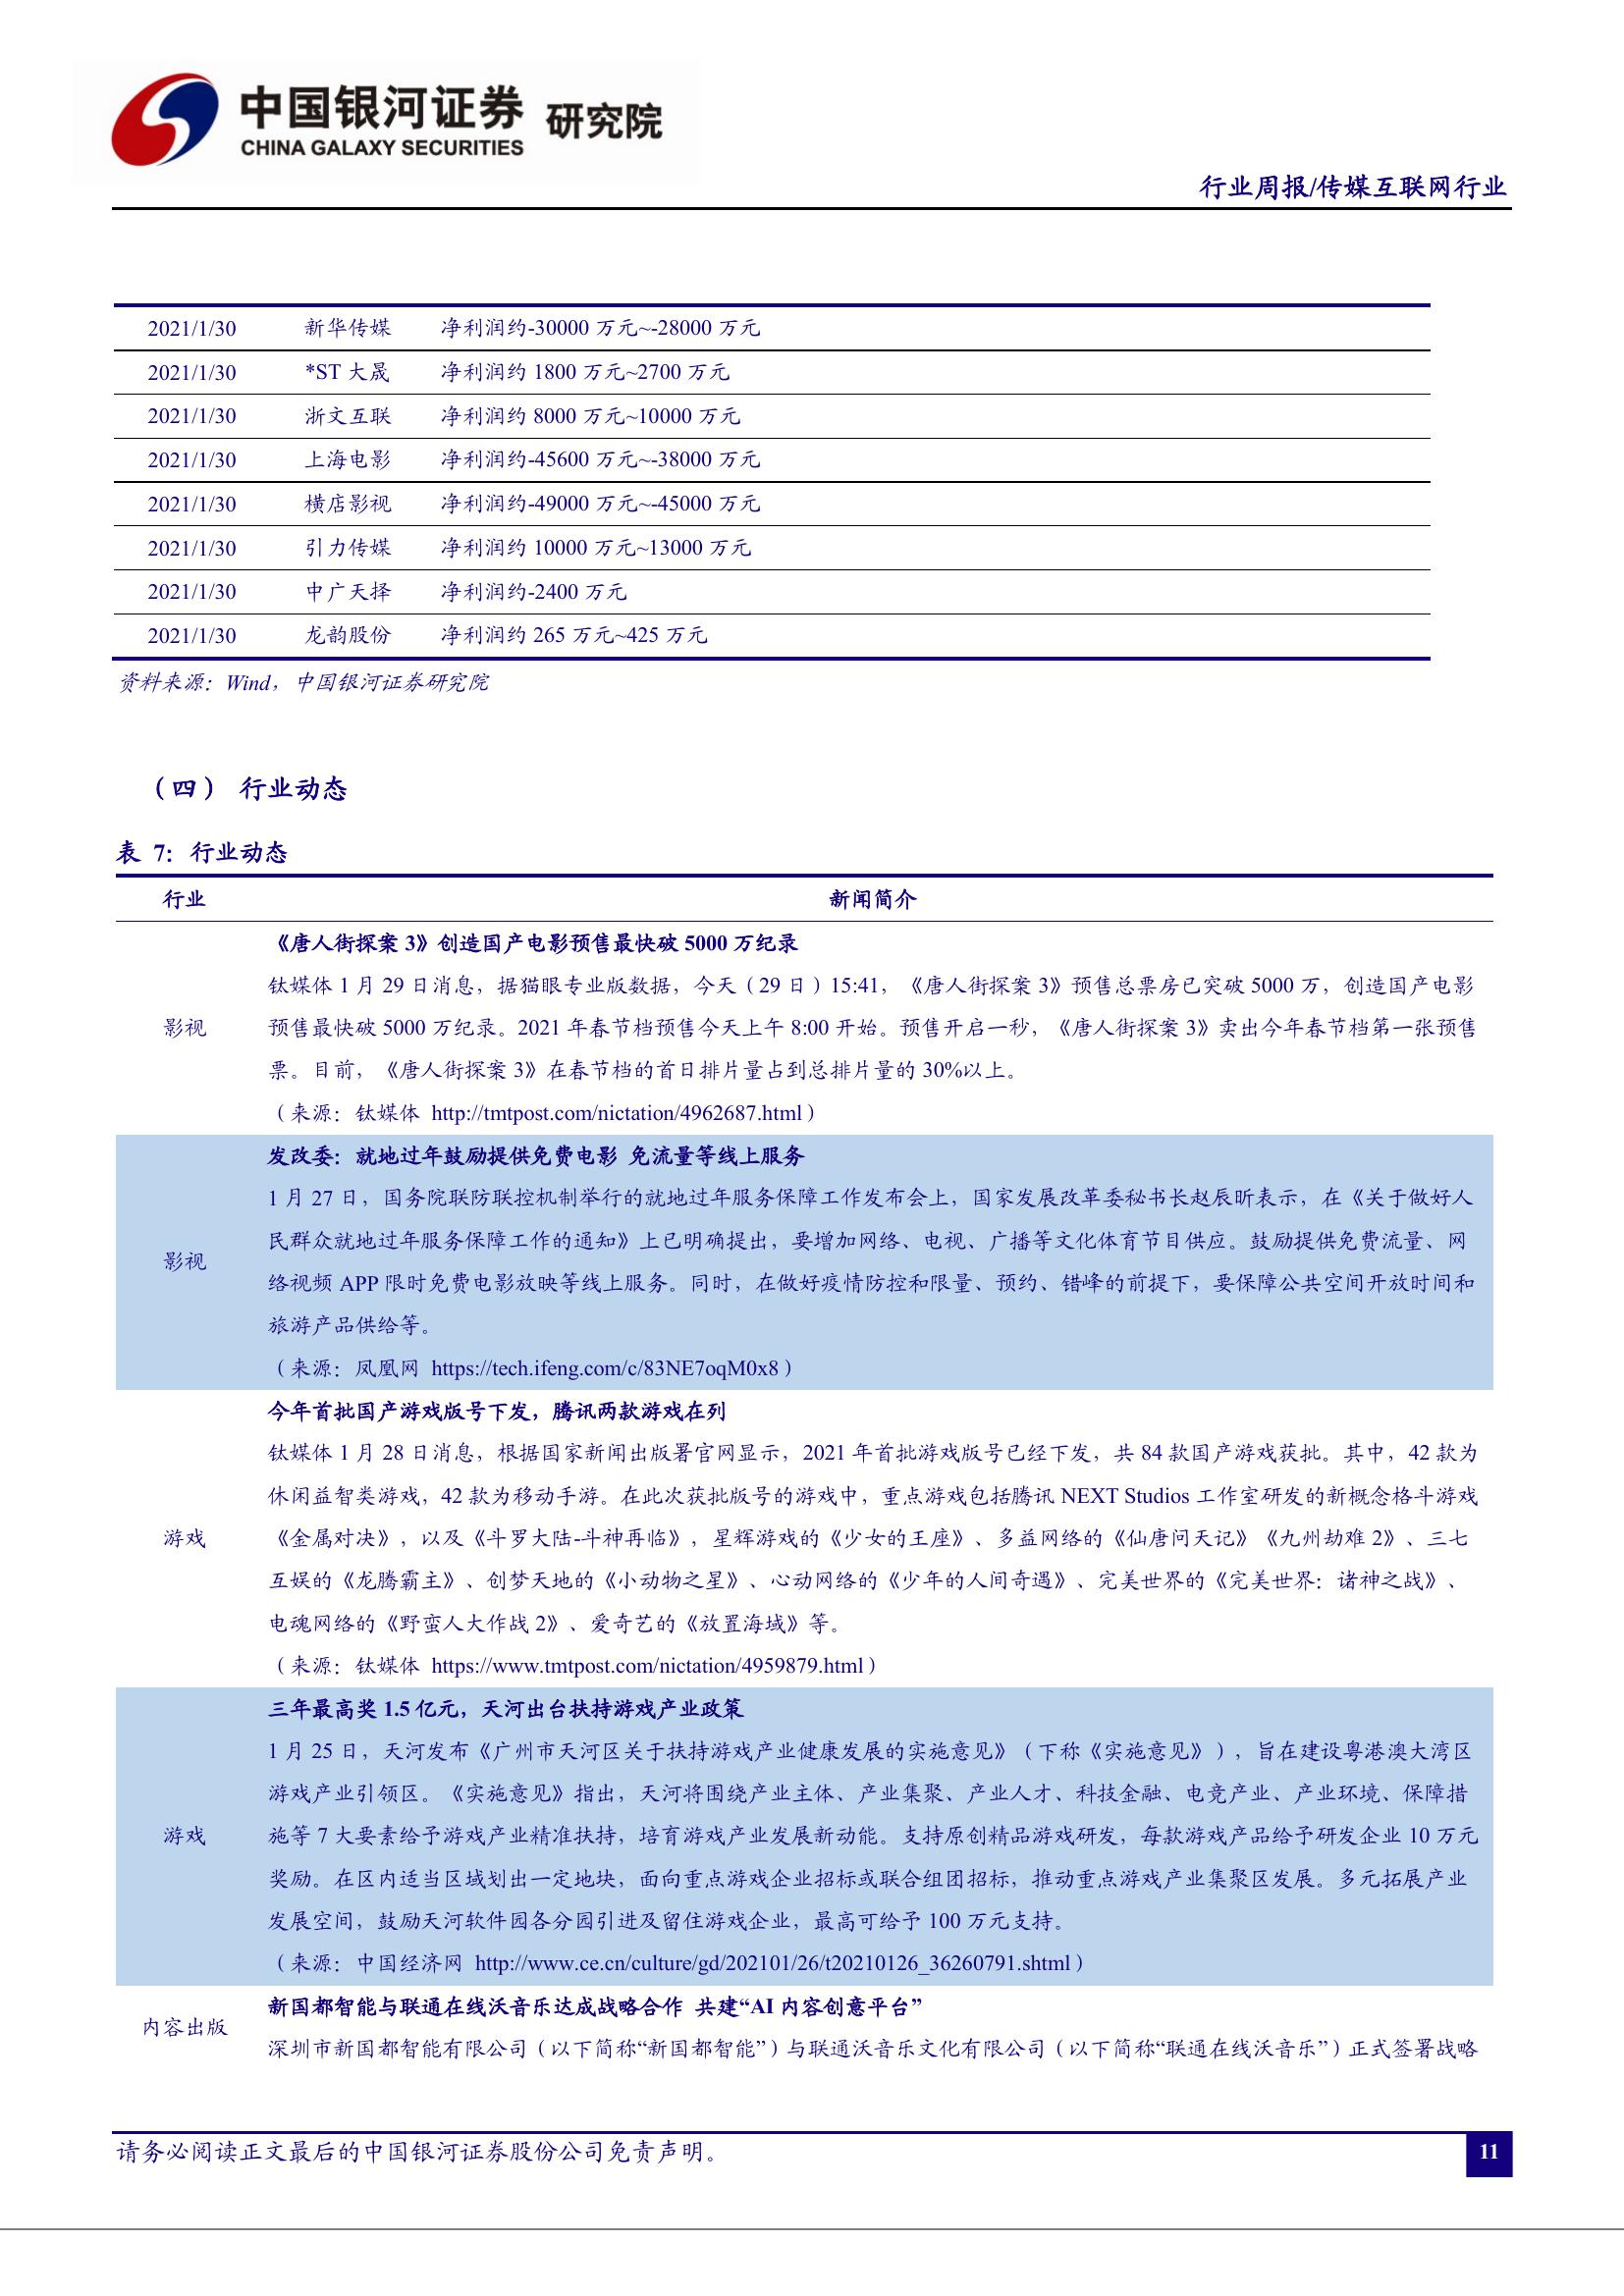 中国银河证券 研究院
CHINA GALAXY SECURITIES
行业周报/传媒互联网行业
2021/1/30 新华传媒 净利润约-30000 万元~-28000 万元
2021/1/30 *ST 大晟 净利润约 1800 万元~2700 万元
2021/1/30 浙文互联 净利润约 8000 万元~10000 万元
2021/1/30 上海电影 净利润约-45600 万元~-38000 万元
2021/1/30 横店影视 净利润约-49000 万元~-45000 万元
2021/1/30 引力传媒 净利润约 10000 万元~13000 万元
2021/1/30 中广天择 净利润约-2400 万元
2021/1/30 龙韵股份 净利润约 265 万元~425 万元
资料来源：Wind，中国银河证券研究院
（四） 行业动态
表 7：行业动态
行业 新闻简介
《唐人街探案 3》创造国产电影预售最快破 5000 万纪录
钛媒体 1 月 29 日消息，据猫眼专业版数据，今天（29 日）15:41，《唐人街探案 3》预售总票房已突破 5000 万，创造国产电影
影视
预售最快破 5000 万纪录。2021 年春节档预售今天上午 8:00 开始。预售开启一秒，《唐人街探案 3》卖出今年春节档第一张预售
票。目前，《唐人街探案 3》在春节档的首日排片量占到总排片量的 30%以上。
（来源：钛媒体 http://tmtpost.com/nictation/4962687.html）
发改委：就地过年鼓励提供免费电影 免流量等线上服务
1 月 27 日，国务院联防联控机制举行的就地过年服务保障工作发布会上，国家发展改革委秘书长赵辰昕表示，在《关于做好人
民群众就地过年服务保障工作的通知》上已明确提出，要增加网络、电视、广播等文化体育节目供应。鼓励提供免费流量、网
影视
络视频 APP 限时免费电影放映等线上服务。同时，在做好疫情防控和限量、预约、错峰的前提下，要保障公共空间开放时间和
旅游产品供给等。
（来源：凤凰网 https://tech.ifeng.com/c/83NE7oqM0x8）
今年首批国产游戏版号下发，腾讯两款游戏在列
钛媒体 1 月 28 日消息，根据国家新闻出版署官网显示，2021 年首批游戏版号已经下发，共 84 款国产游戏获批。其中，42 款为
休闲益智类游戏，42 款为移动手游。在此次获批版号的游戏中，重点游戏包括腾讯 NEXT Studios 工作室研发的新概念格斗游戏
游戏
《金属对决》，以及《斗罗大陆-斗神再临》，星辉游戏的《少女的王座》、多益网络的《仙唐问天记》《九州劫难 2》、三七
互娱的《龙腾霸主》、创梦天地的《小动物之星》、心动网络的《少年的人间奇遇》、完美世界的《完美世界：诸神之战》、
电魂网络的《野蛮人大作战 2》、爱奇艺的《放置海域》等。
（来源：钛媒体 https://www.tmtpost.com/nictation/4959879.html）
三年最高奖 1.5 亿元，天河出台扶持游戏产业政策
1 月 25 日，天河发布《广州市天河区关于扶持游戏产业健康发展的实施意见》（下称《实施意见》），旨在建设粤港澳大湾区
游戏产业引领区。《实施意见》指出，天河将围绕产业主体、产业集聚、产业人才、科技金融、电竞产业、产业环境、保障措
游戏
施等 7 大要素给予游戏产业精准扶持，培育游戏产业发展新动能。支持原创精品游戏研发，每款游戏产品给予研发企业 10 万元
奖励。在区内适当区域划出一定地块，面向重点游戏企业招标或联合组团招标，推动重点游戏产业集聚区发展。多元拓展产业
发展空间，鼓励天河软件园各分园引进及留住游戏企业，最高可给予 100 万元支持。
（来源：中国经济网 http://www.ce.cn/culture/gd/202101/26/t20210126_36260791.shtml）
内容出版
新国都智能与联通在线沃音乐达成战略合作 共建“AI 内容创意平台”
深圳市新国都智能有限公司（以下简称“新国都智能”）与联通沃音乐文化有限公司（以下简称“联通在线沃音乐”）正式签署战略
请务必阅读正文最后的中国银河证券股份公司免责声明。
11